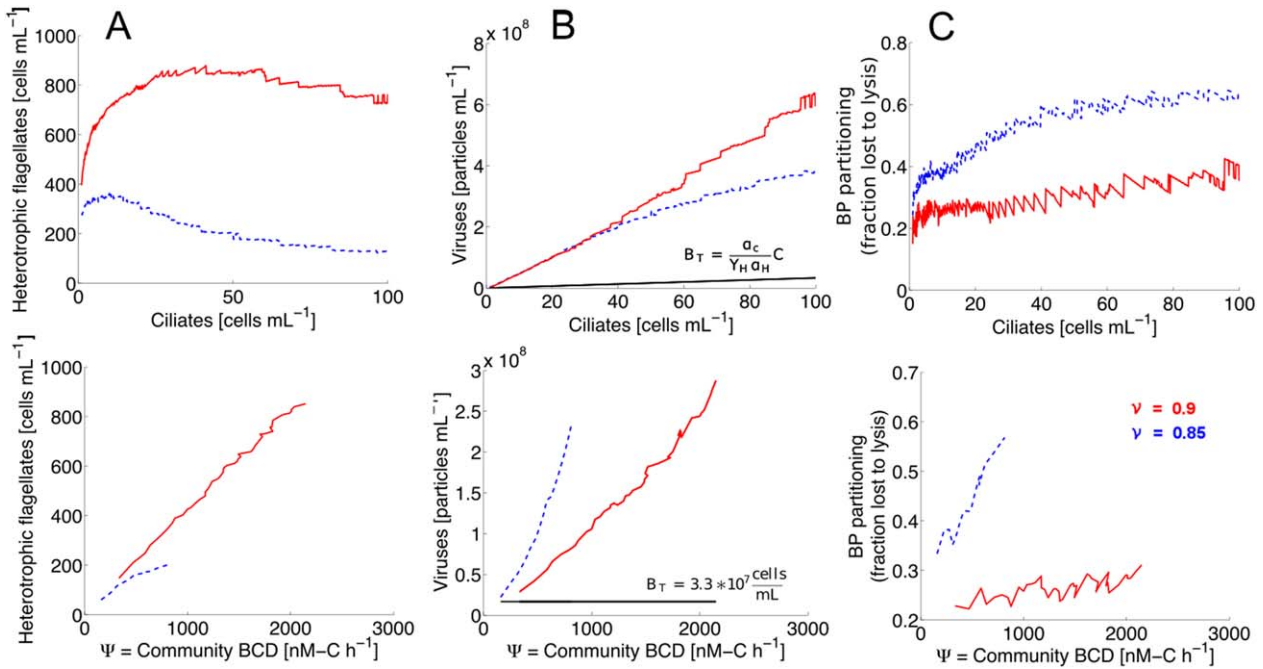 A
B
C
Heterotrophic flagellates [cells mL⁻¹]
1000
800
600
400
200
0
0
50
100
Ciliates [cells mL⁻¹]
Viruses [particles mL⁻¹]
x 10⁸
8
6
4
2
0
0
20
40
60
80
100
B_T = a_c / (Y_H a_H) C
Ciliates [cells mL⁻¹]
BP partitioning
(fraction lost to lysis)
0.8
0.6
0.4
0.2
0
0
20
40
60
80
100
Ciliates [cells mL⁻¹]
Heterotrophic flagellates [cells mL⁻¹]
1000
800
600
400
200
0
0
1000
2000
3000
Ψ = Community BCD [nM−C h⁻¹]
Viruses [particles mL⁻']
x 10⁸
3
2.5
2
1.5
1
0.5
0
0
1000
2000
3000
B_T = 3.3*10⁷ cells/mL
Ψ = Community BCD [nM−C h⁻¹]
BP partitioning
(fraction lost to lysis)
0.7
0.6
0.5
0.4
0.3
0.2
0
1000
2000
3000
ν = 0.9
ν = 0.85
Ψ = Community BCD [nM−C h⁻¹]